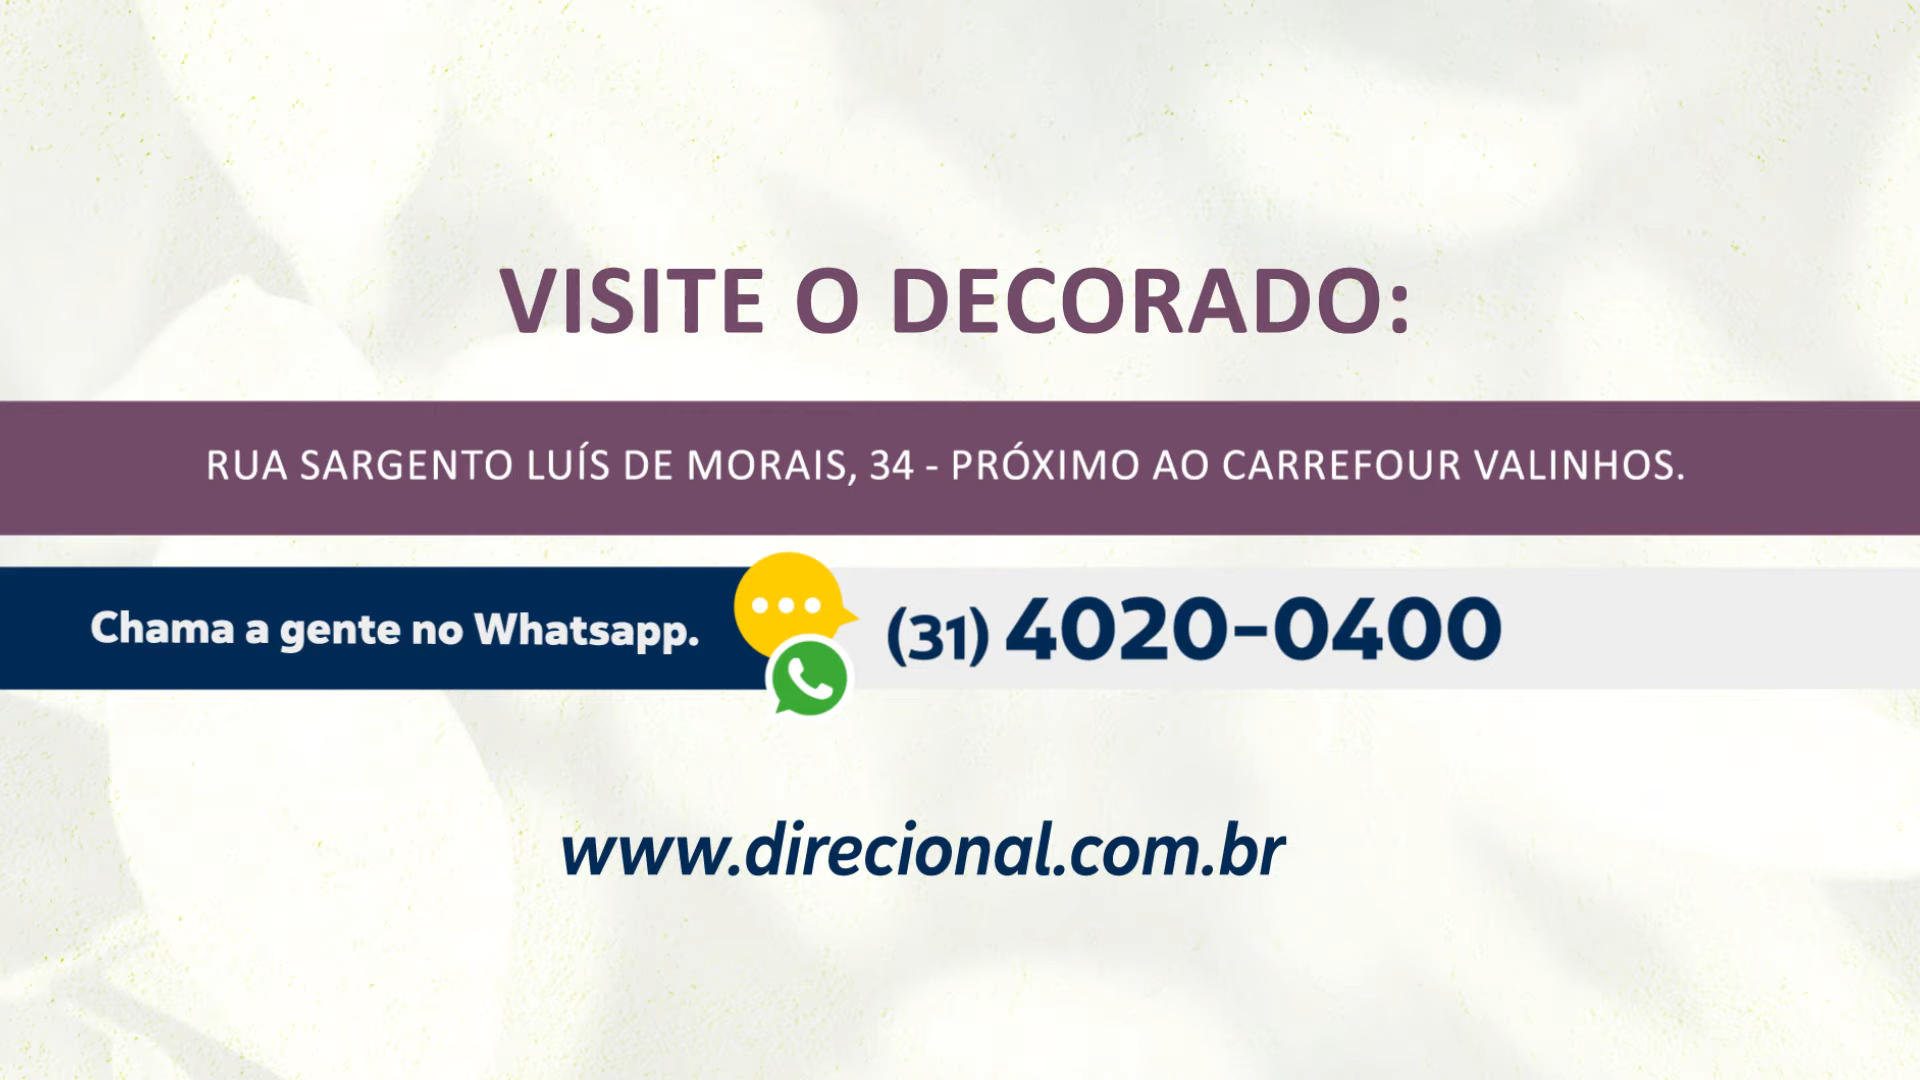 VISITE O DECORADO:
RUA SARGENTO LUÍS DE MORAIS, 34 - PRÓXIMO AO CARREFOUR VALINHOS.
Chama a gente no Whatsapp.
(31) 4020-0400
www.direcional.com.br